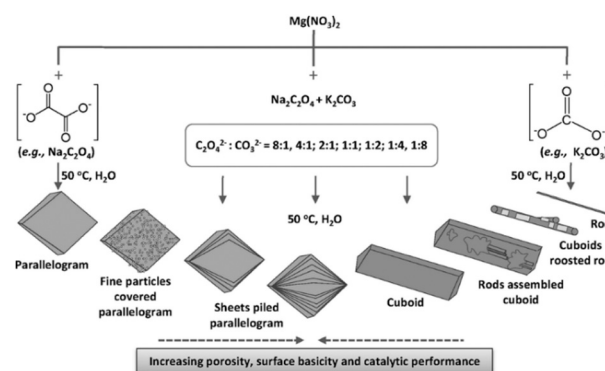 Mg(NO₃)₂
+
+
+
O
O
⁻O
O⁻
(e.g., Na₂C₂O₄)
Na₂C₂O₄ + K₂CO₃
O
⁻O
O⁻
(e.g., K₂CO₃)
C₂O₄²⁻ : CO₃²⁻ = 8:1, 4:1; 2:1; 1:1; 1:2; 1:4, 1:8
50 °C, H₂O
50 °C, H₂O
50 °C, H₂O
Parallelogram
Fine particles
covered
parallelogram
Sheets piled
parallelogram
Cuboid
Rods assembled
cuboid
Cuboids
roosted ro
Ro
Increasing porosity, surface basicity and catalytic performance